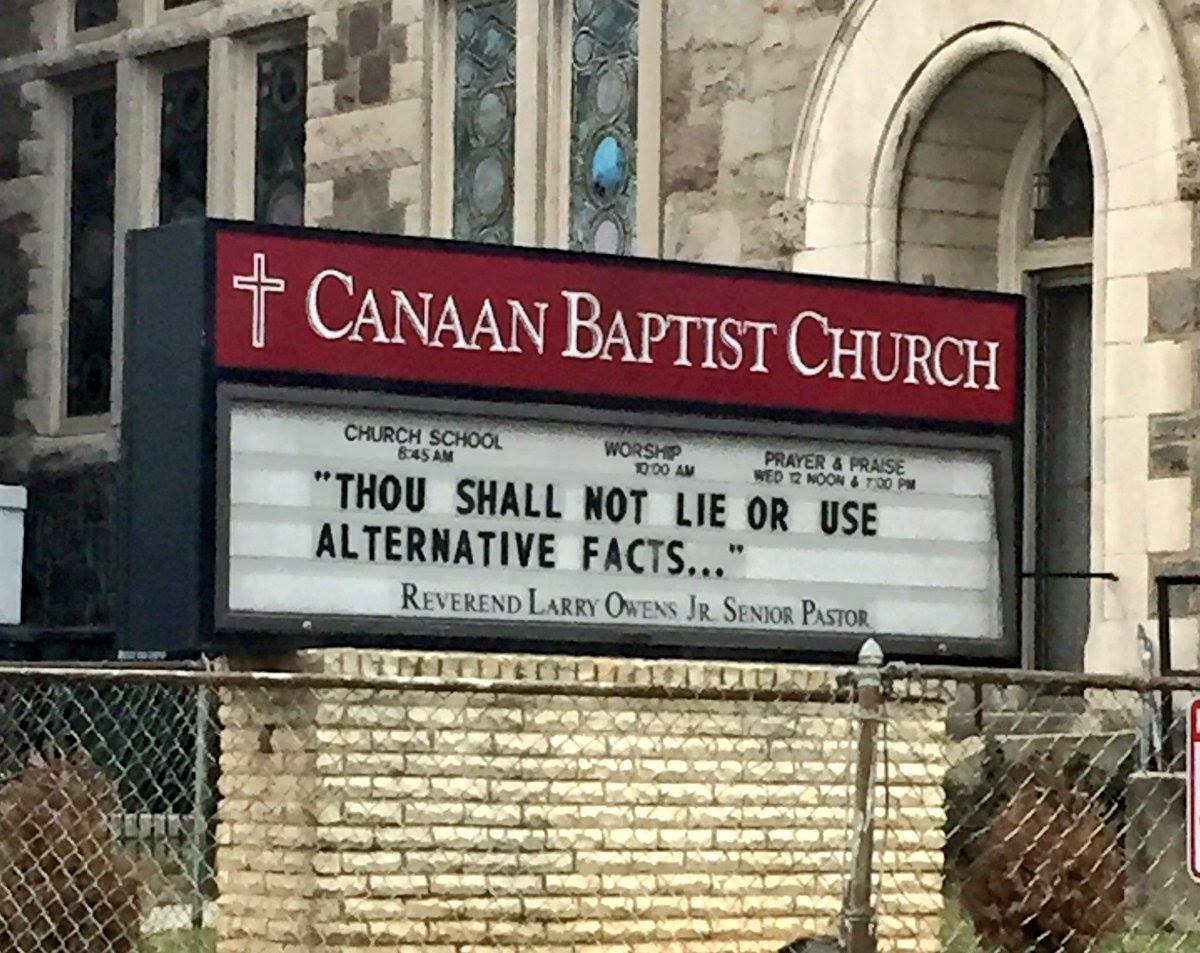 CANAAN BAPTIST CHURCH
CHURCH SCHOOL WORSHIP PRAYER & PRAISE
8:45 AM 10:00 AM WED 12 NOON & 7:00 PM
"THOU SHALL NOT LIE OR USE
ALTERNATIVE FACTS..."
REVEREND LARRY OWENS JR. SENIOR PASTOR